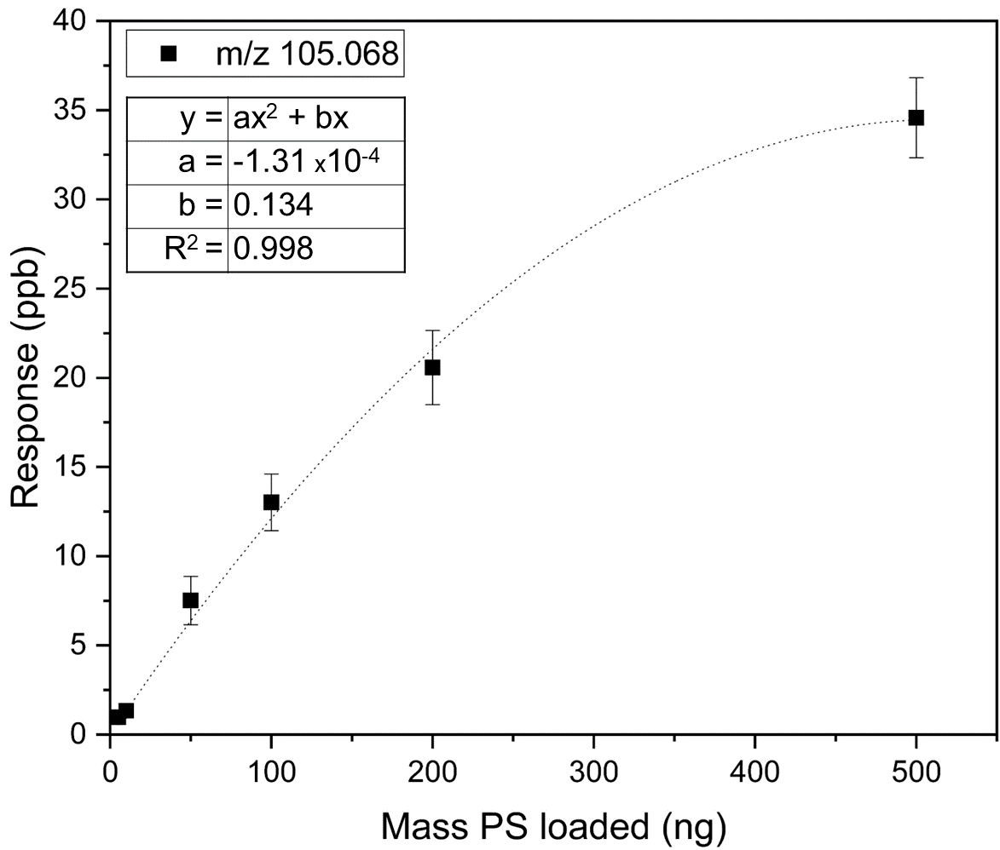 40
35
30
25
20
15
10
5
0
Response (ppb)
m/z 105.068
y = ax² + bx
a = -1.31 x10⁻⁴
b = 0.134
R² = 0.998
0 100 200 300 400 500
Mass PS loaded (ng)